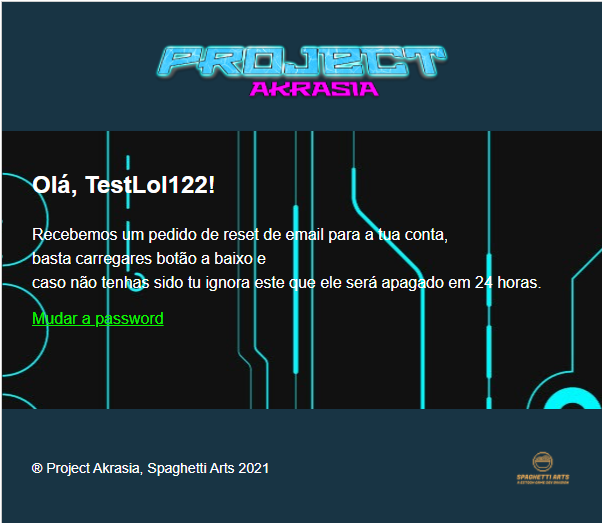 PROJECT
AKRASIA
Olá, TestLol122!
Recebemos um pedido de reset de email para a tua conta,
basta carregares botão a baixo e
caso não tenhas sido tu ignora este que ele será apagado em 24 horas.
Mudar a password
® Project Akrasia, Spaghetti Arts 2021
SPAGHETTI ARTS